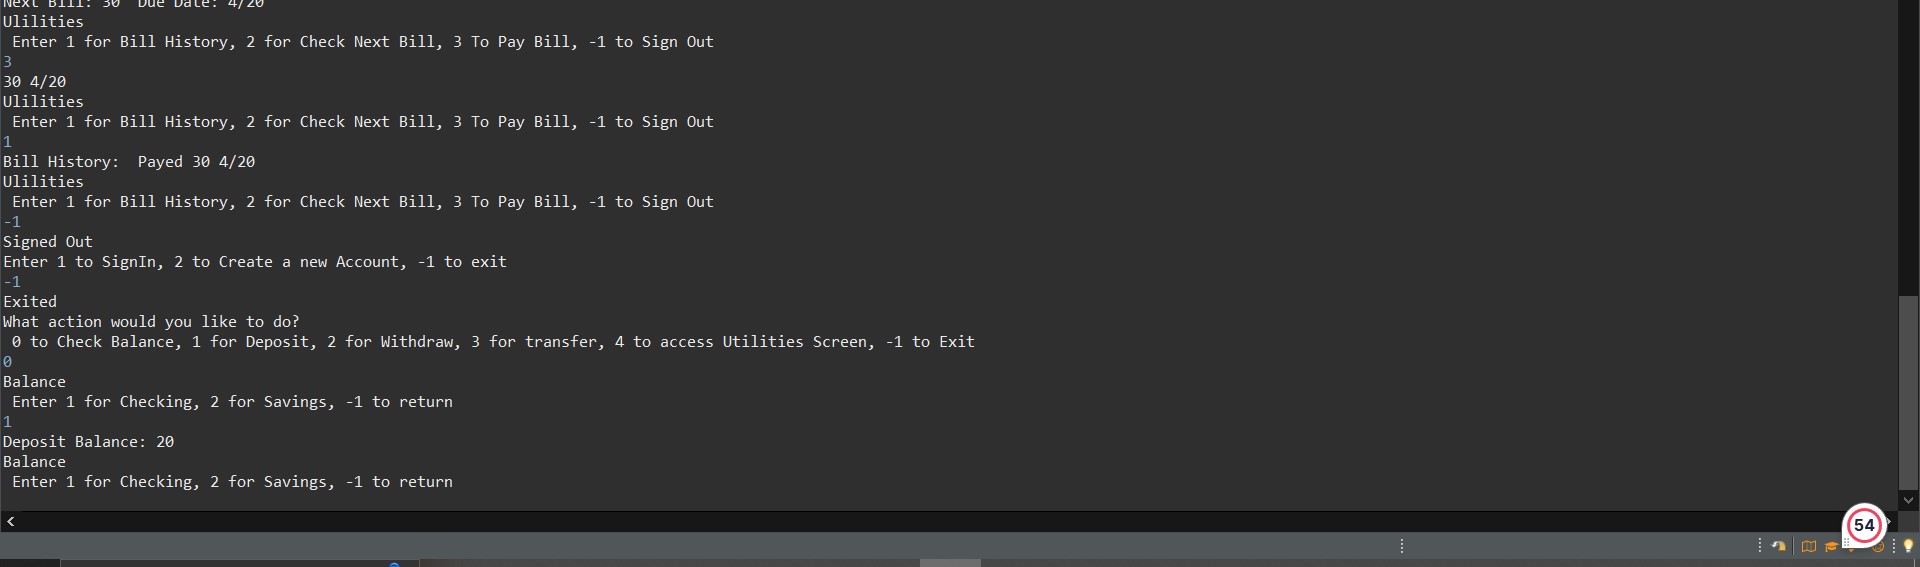 Next Bill: 30  Due Date: 4/20
Ulilities
 Enter 1 for Bill History, 2 for Check Next Bill, 3 To Pay Bill, -1 to Sign Out
3
30 4/20
Ulilities
 Enter 1 for Bill History, 2 for Check Next Bill, 3 To Pay Bill, -1 to Sign Out
1
Bill History:  Payed 30 4/20
Ulilities
 Enter 1 for Bill History, 2 for Check Next Bill, 3 To Pay Bill, -1 to Sign Out
-1
Signed Out
Enter 1 to SignIn, 2 to Create a new Account, -1 to exit
-1
Exited
What action would you like to do?
 0 to Check Balance, 1 for Deposit, 2 for Withdraw, 3 for transfer, 4 to access Utilities Screen, -1 to Exit
0
Balance
 Enter 1 for Checking, 2 for Savings, -1 to return
1
Deposit Balance: 20
Balance
 Enter 1 for Checking, 2 for Savings, -1 to return
54